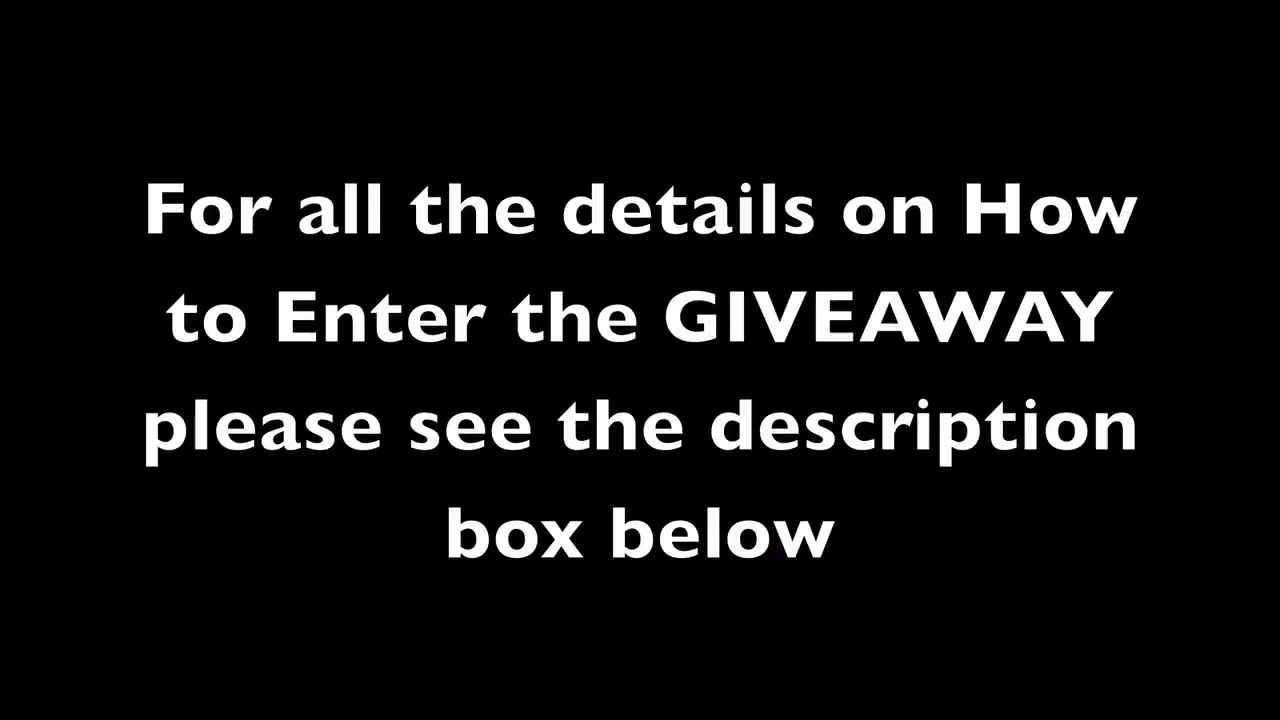 For all the details on How
to Enter the GIVEAWAY
please see the description
box below